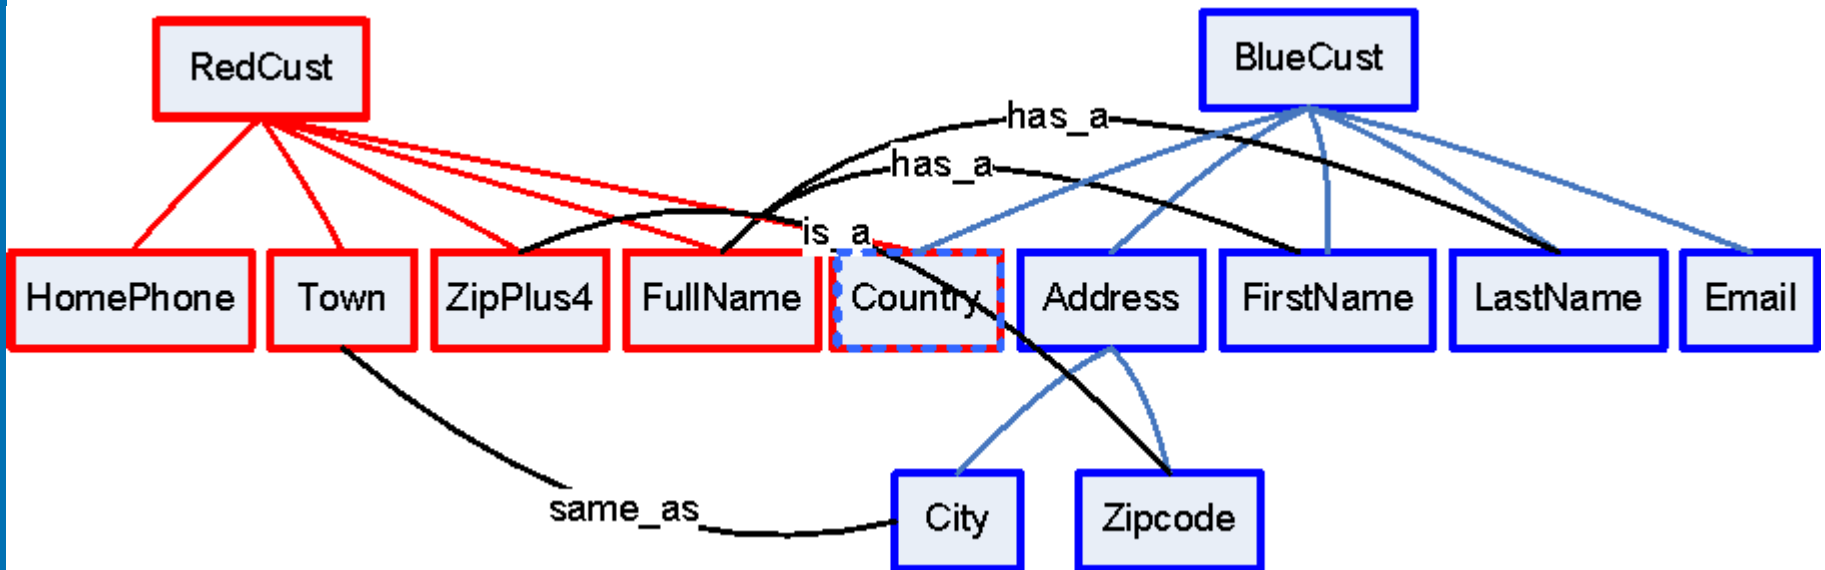 RedCust
BlueCust
has_a
has_a
is_a
HomePhone
Town
ZipPlus4
FullName
Country
Address
FirstName
LastName
Email
same_as
City
Zipcode